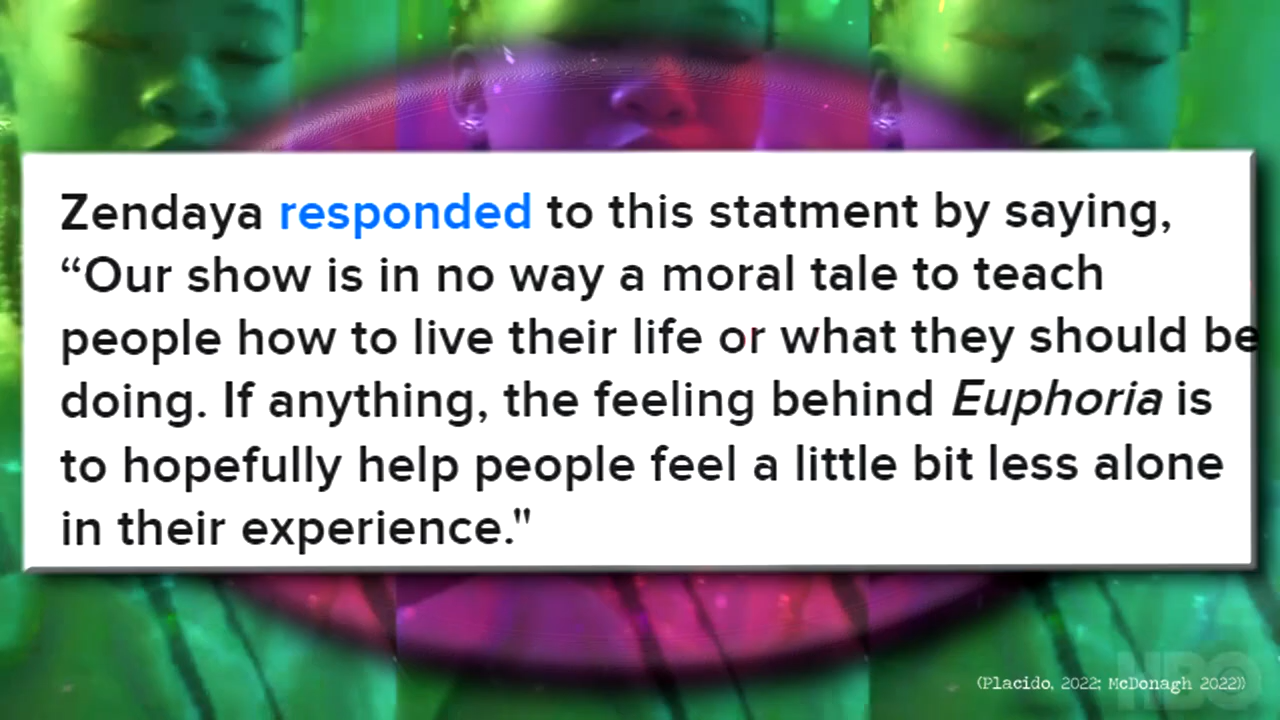 Zendaya responded to this statment by saying,
“Our show is in no way a moral tale to teach
people how to live their life or what they should be
doing. If anything, the feeling behind Euphoria is
to hopefully help people feel a little bit less alone
in their experience."
HBO
(Placido, 2022; McDonagh 2022))